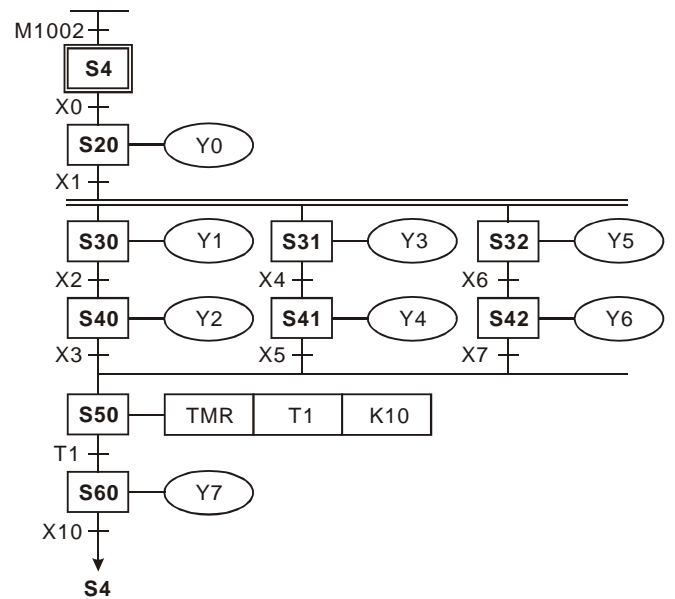 M1002
S4
X0
S20 Y0
X1
S30 Y1 S31 Y3 S32 Y5
X2 X4 X6
S40 Y2 S41 Y4 S42 Y6
X3 X5 X7
S50 TMR T1 K10
T1
S60 Y7
X10
S4